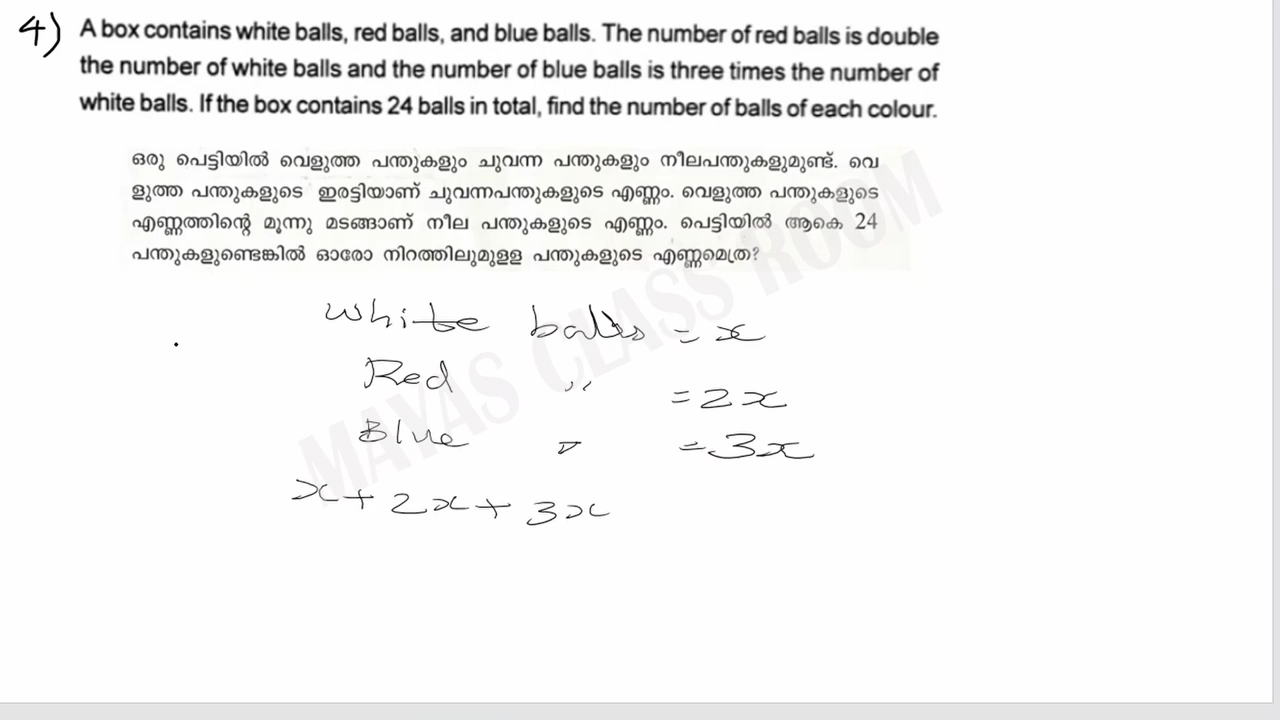 4) A box contains white balls, red balls, and blue balls. The number of red balls is double
the number of white balls and the number of blue balls is three times the number of
white balls. If the box contains 24 balls in total, find the number of balls of each colour.
ഒരു പെട്ടിയിൽ വെളുത്ത പന്തുകളും ചുവന്ന പന്തുകളും നീലപന്തുകളുമുണ്ട്. വെ
ളുത്ത പന്തുകളുടെ ഇരട്ടിയാണ് ചുവന്നപന്തുകളുടെ എണ്ണം. വെളുത്ത പന്തുകളുടെ
എണ്ണത്തിന്റെ മൂന്നു മടങ്ങാണ് നീല പന്തുകളുടെ എണ്ണം. പെട്ടിയിൽ ആകെ 24
പന്തുകളുണ്ടെങ്കിൽ ഓരോ നിറത്തിലുമുളള പന്തുകളുടെ എണ്ണമെത്ര?
MAYAS CLASS ROOM
White balls = x
Red ,, = 2x
Blue ,, = 3x
x + 2x + 3x